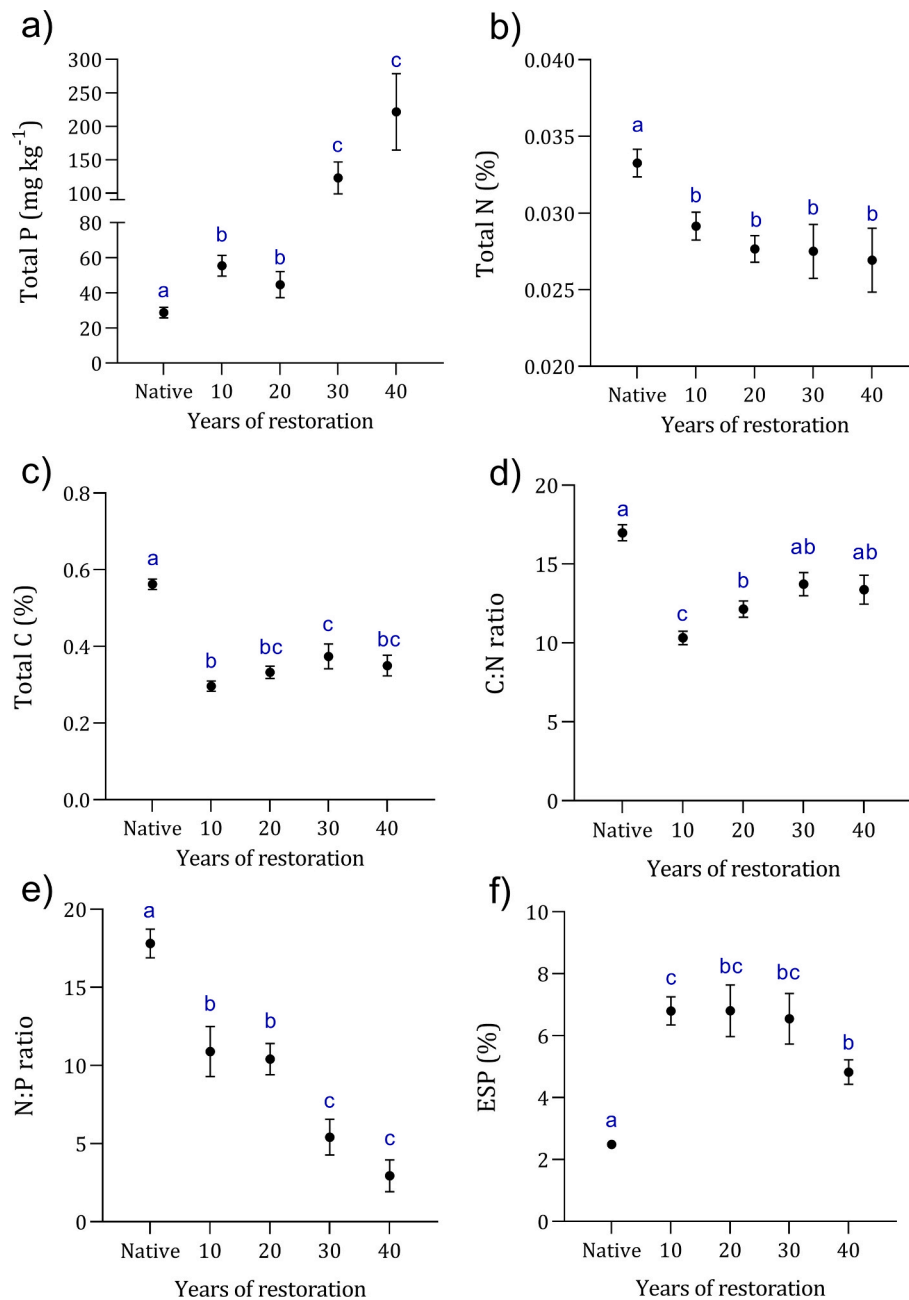 a)
Total P (mg kg⁻¹)
300
250
200
150
100
80
60
40
20
0
a
b
b
c
c
Native 10 20 30 40
Years of restoration
b)
Total N (%)
0.040
0.035
0.030
0.025
0.020
a
b
b
b
b
Native 10 20 30 40
Years of restoration
c)
Total C (%)
0.8
0.6
0.4
0.2
0.0
a
b
bc
c
bc
Native 10 20 30 40
Years of restoration
d)
C:N ratio
20
15
10
5
0
a
c
b
ab
ab
Native 10 20 30 40
Years of restoration
e)
N:P ratio
20
15
10
5
0
a
b
b
c
c
Native 10 20 30 40
Years of restoration
f)
ESP (%)
10
8
6
4
2
0
a
c
bc
bc
b
Native 10 20 30 40
Years of restoration